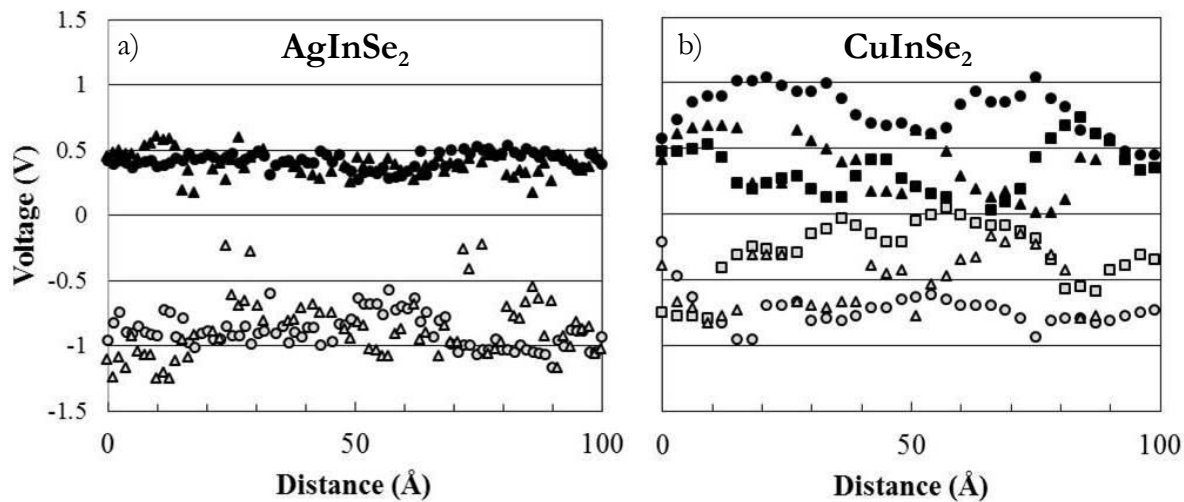 a) AgInSe₂
b) CuInSe₂
Voltage (V)
1.5
1
0.5
0
-0.5
-1
-1.5
0 50 100
0 50 100
Distance (Å)
Distance (Å)